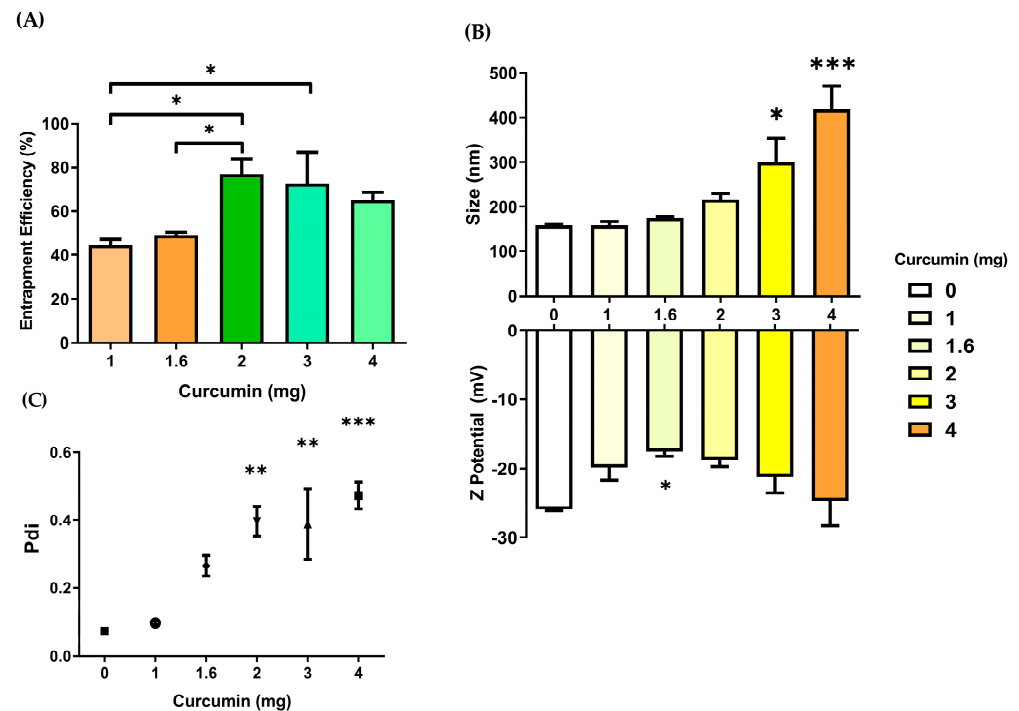 (A)
*
*
*
Entrapment Efficiency (%)
100
80
60
40
20
0
1 1.6 2 3 4
Curcumin (mg)
(B)
***
*
Size (nm)
500
400
300
200
100
0
0 1 1.6 2 3 4
Z Potential (mV)
0
-10
-20
-30
*
Curcumin (mg)
0
1
1.6
2
3
4
(C)
***
**
**
Pdi
0.6
0.4
0.2
0.0
0 1 1.6 2 3 4
Curcumin (mg)